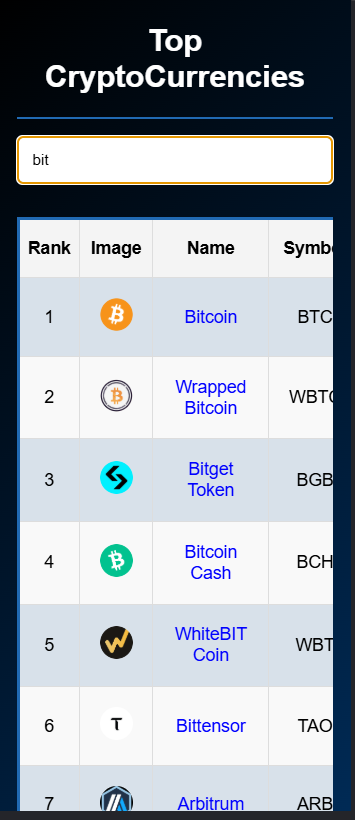 Top
CryptoCurrencies
bit
Rank Image Name Symbo
1 Bitcoin BTC
2 Wrapped Bitcoin WBTC
3 Bitget Token BGB
4 Bitcoin Cash BCH
5 WhiteBIT Coin WBT
6 Bittensor TAO
7 Arbitrum ARB